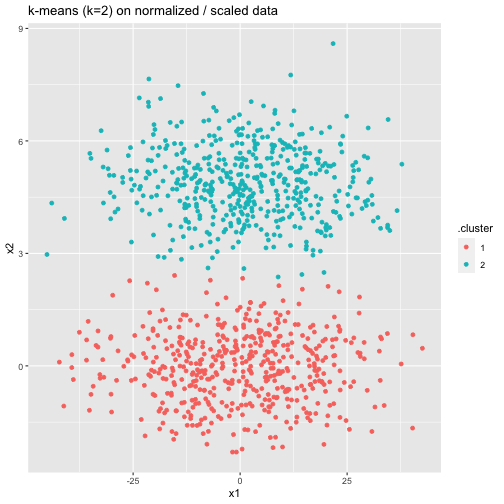 k-means (k=2) on normalized / scaled data
9
6
3
0
x2
-25
0
25
x1
.cluster
1
2